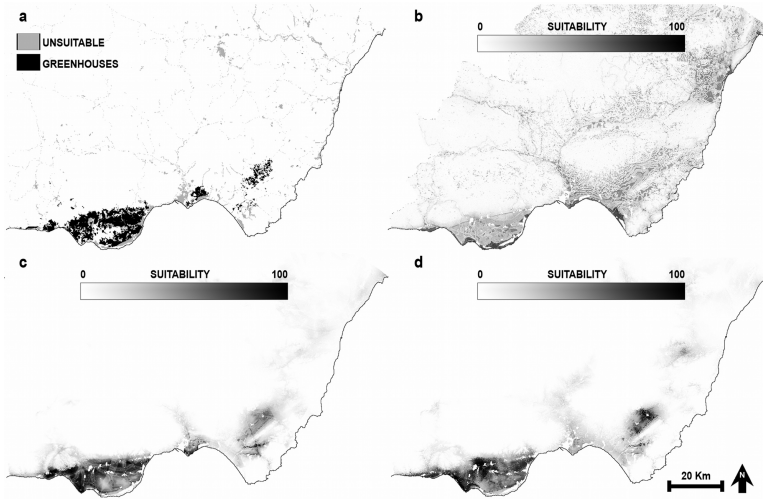 a
UNSUITABLE
GREENHOUSES
b
0 SUITABILITY 100
c
0 SUITABILITY 100
d
0 SUITABILITY 100
20 Km
N